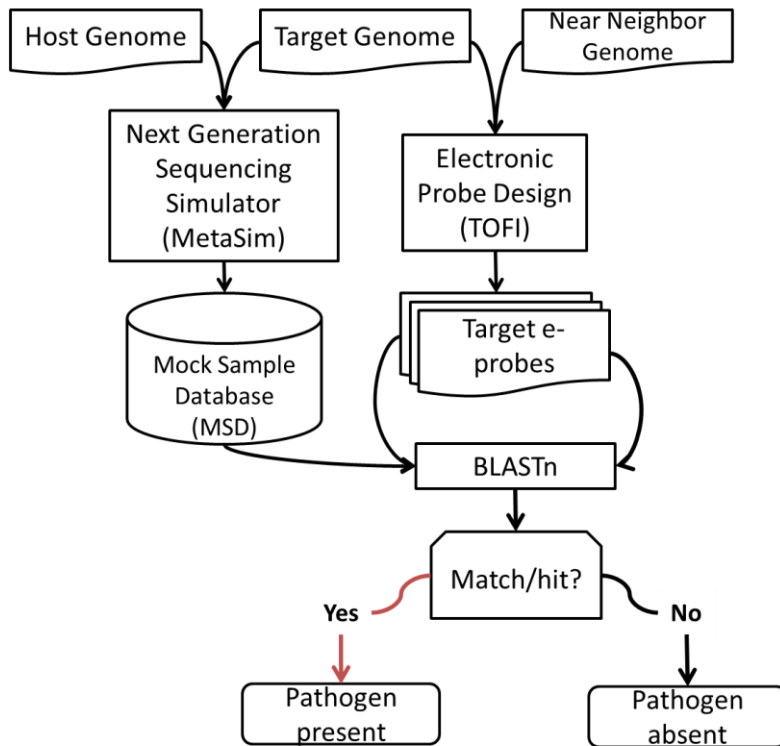 Host Genome
Target Genome
Near Neighbor
Genome
Next Generation
Sequencing
Simulator
(MetaSim)
Electronic
Probe Design
(TOFI)
Mock Sample
Database
(MSD)
Target e-
probes
BLASTn
Match/hit?
Yes
No
Pathogen
present
Pathogen
absent